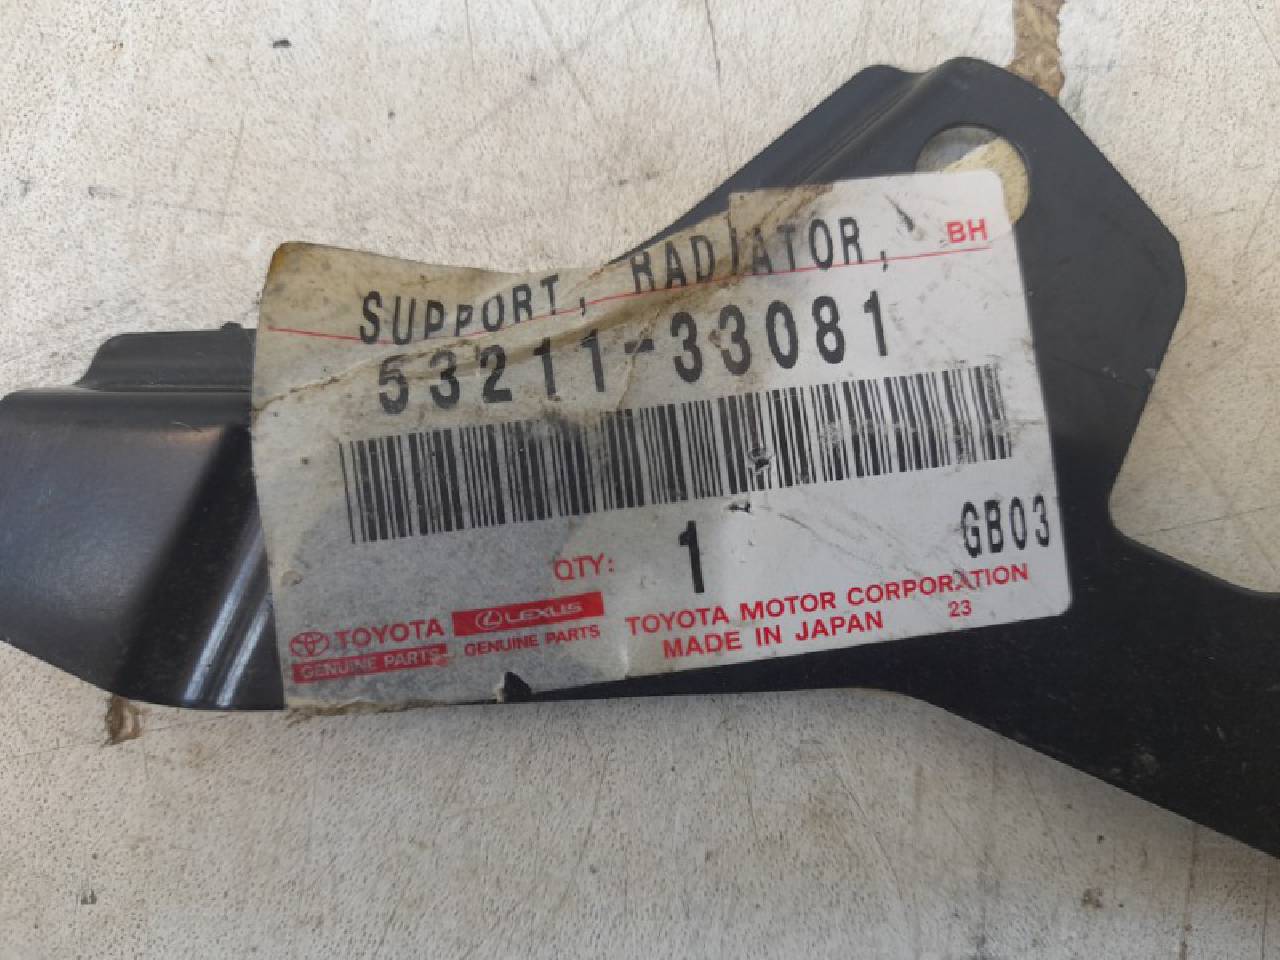 BH
SUPPORT, RADIATOR,
53211-33081
QTY: 1 GB03
TOYOTA LEXUS TOYOTA MOTOR CORPORATION
GENUINE PARTS GENUINE PARTS MADE IN JAPAN 23